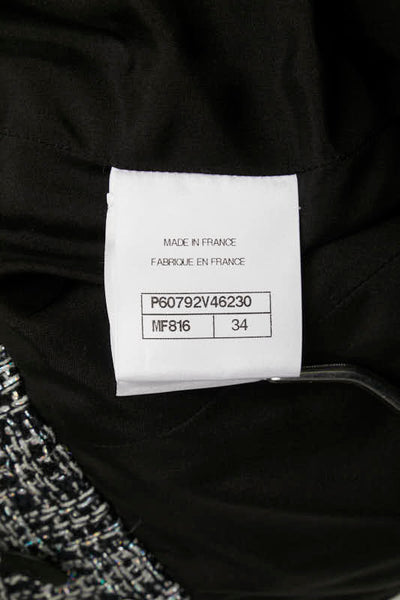 MADE IN FRANCE
FABRIQUE EN FRANCE
P60792V46230
MF816 34